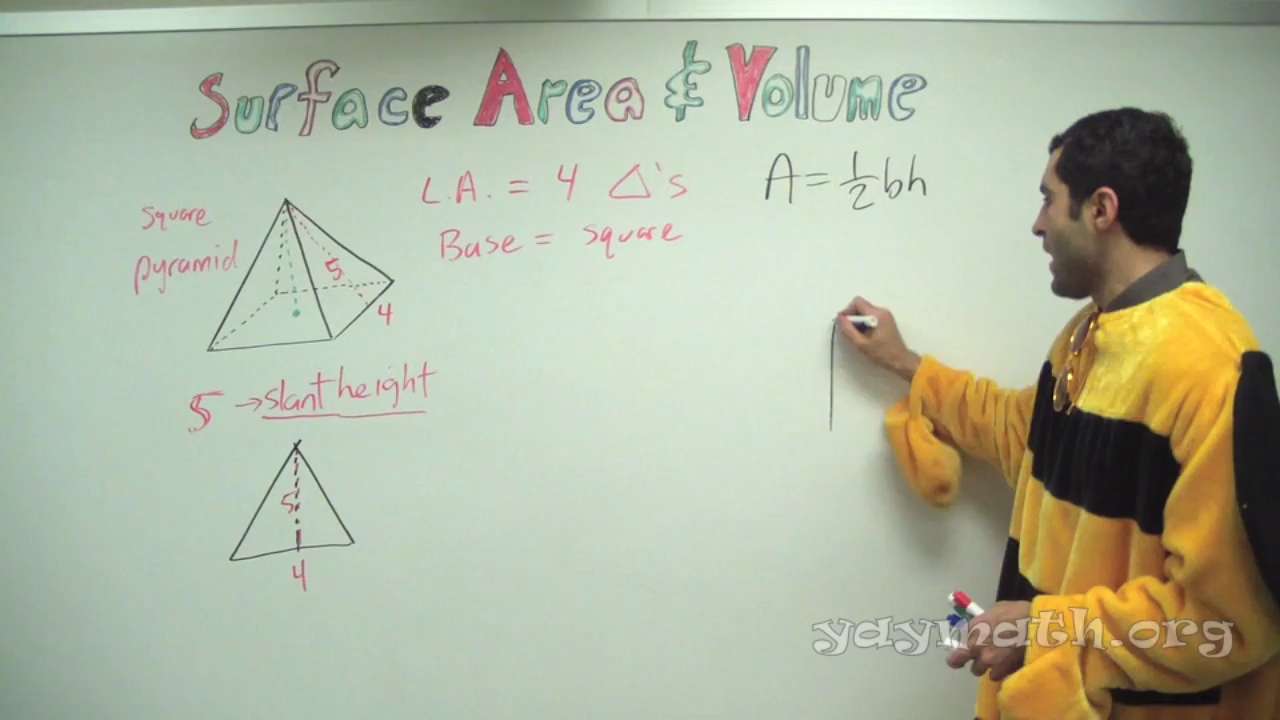 Surface Area & Volume
L.A. = 4 △'s
Base = square
A = ½bh
square
pyramid
5
4
5 → slant height
5
4
yaymath.org